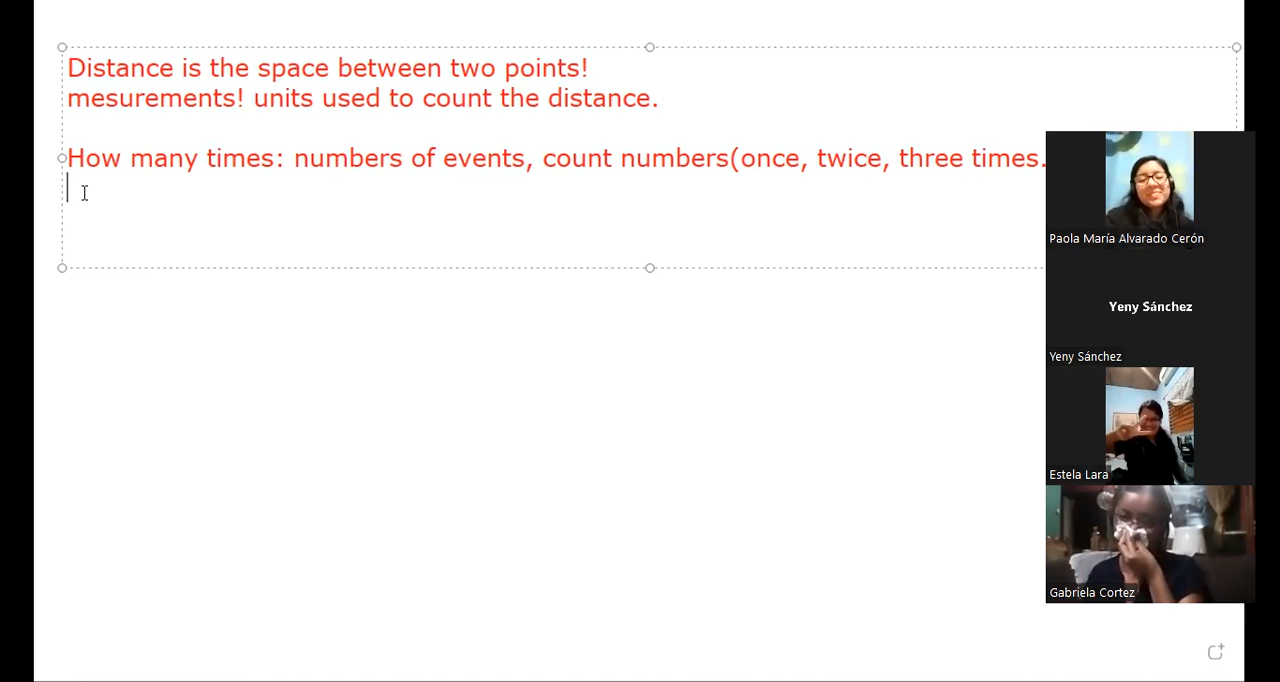 Distance is the space between two points!
mesurements! units used to count the distance.
How many times: numbers of events, count numbers(once, twice, three times.
Paola María Alvarado Cerón
Yeny Sánchez
Yeny Sánchez
Estela Lara
Gabriela Cortez